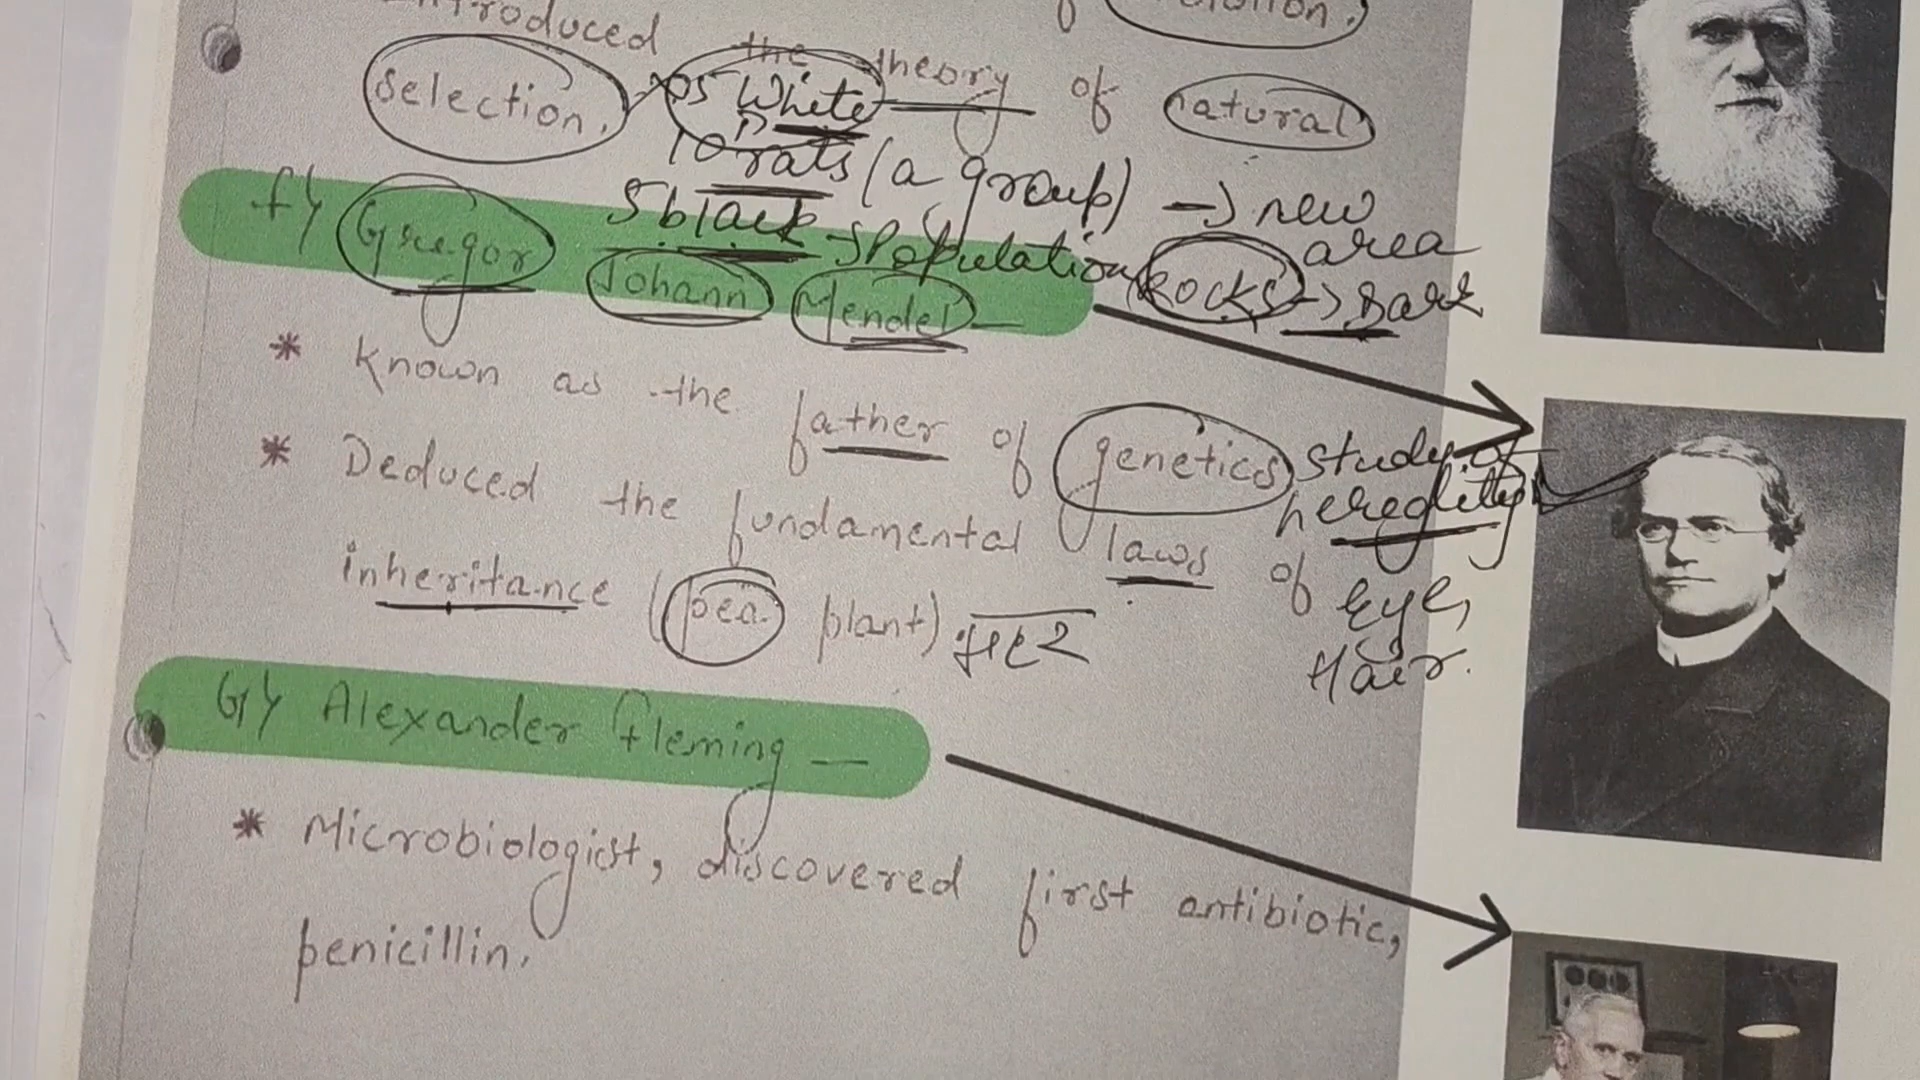 introduced the theory of natural
selection.
5 White
10 rats (a group) → new area
5 black → Population
Rocks → Dark
f) Gregor Johann Mendel —
* Known as the father of genetics
study of
* Deduced the fundamental laws of
inheritance (pea plant) मटर
Eye,
Hair.
G) Alexander Fleming —
* Microbiologist, discovered first antibiotic,
penicillin.